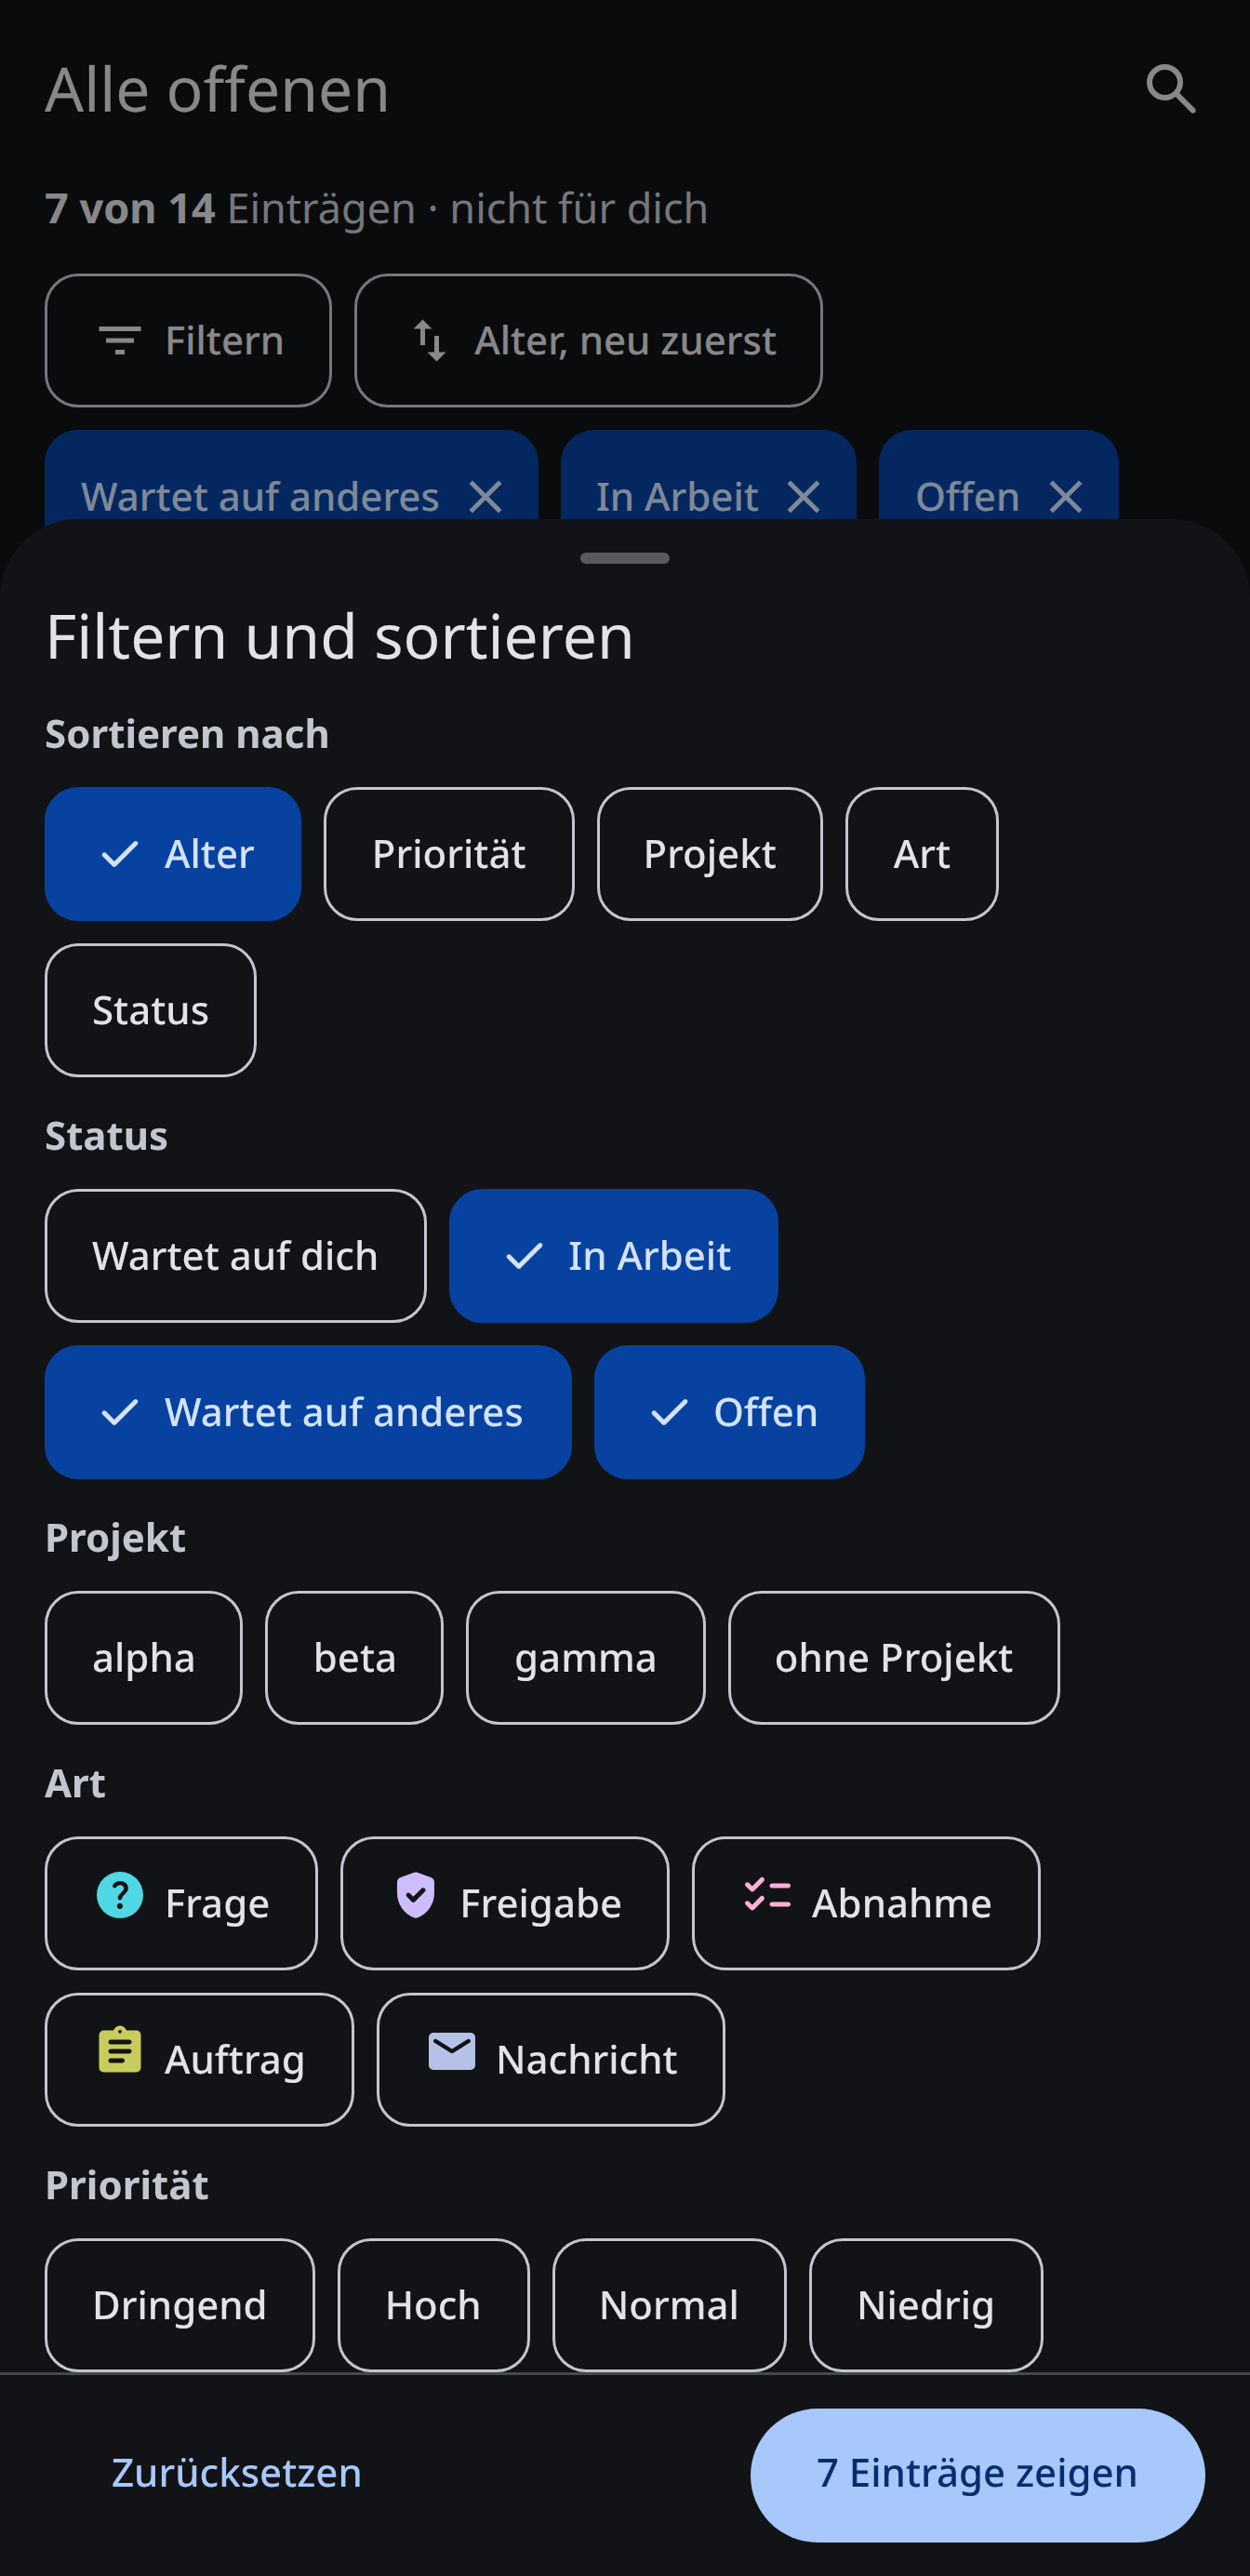 Alle offenen
7 von 14 Einträgen · nicht für dich
Filtern
Alter, neu zuerst
Wartet auf anderes
In Arbeit
Offen
Filtern und sortieren
Sortieren nach
Alter
Priorität
Projekt
Art
Status
Status
Wartet auf dich
In Arbeit
Wartet auf anderes
Offen
Projekt
alpha
beta
gamma
ohne Projekt
Art
Frage
Freigabe
Abnahme
Auftrag
Nachricht
Priorität
Dringend
Hoch
Normal
Niedrig
Zurücksetzen
7 Einträge zeigen